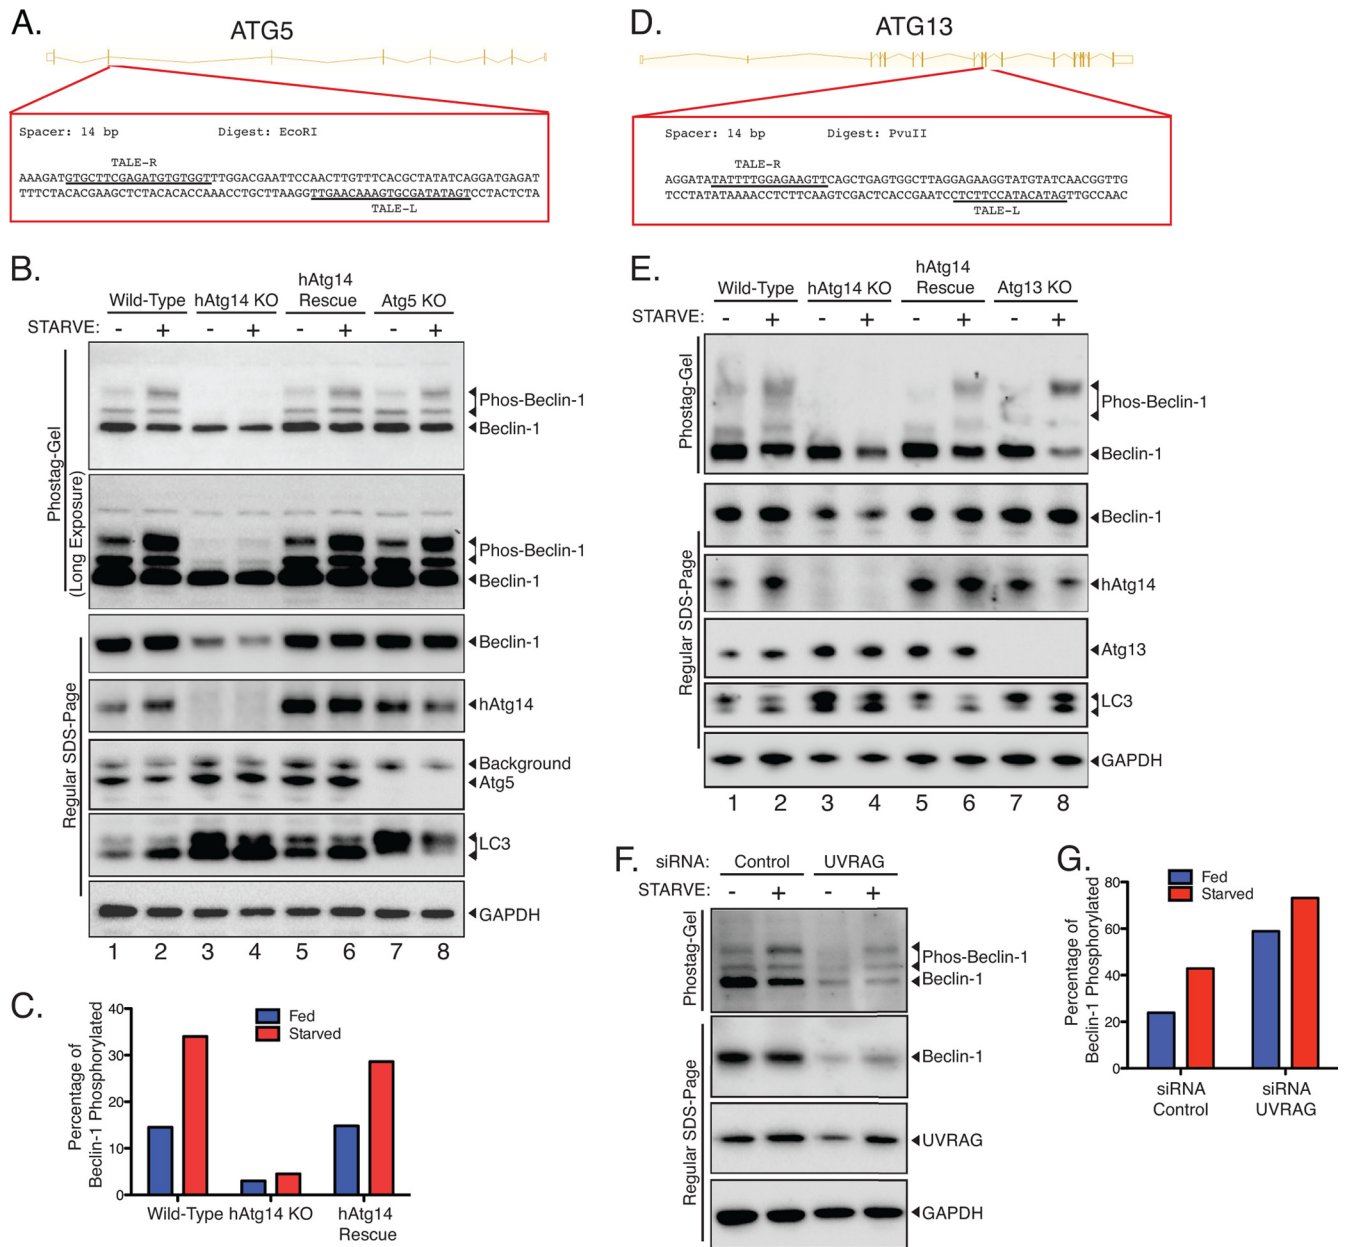 A.
ATG5
Spacer: 14 bp Digest: EcoRI
TALE-R
AAAGATGTGCTTCGAGATGTGTGGTTTGGACGAATTCCAACTTGTTTCACGCTATATCAGGATGAGAT
TTTCTACACGAAGCTCTACACACCAAACCTGCTTAAGGTTGAACAAAGTGCGATATAGTCCTACTCTA
TALE-L
B.
Wild-Type hAtg14 KO hAtg14 Rescue Atg5 KO
STARVE: - + - + - + - +
Phostag-Gel
(Long Exposure)
Phos-Beclin-1
Beclin-1
Phos-Beclin-1
Beclin-1
Regular SDS-Page
Beclin-1
hAtg14
Background
Atg5
LC3
GAPDH
1 2 3 4 5 6 7 8
C.
Percentage of
Beclin-1 Phosphorylated
Fed
Starved
40
30
20
10
0
Wild-Type hAtg14 KO hAtg14
Rescue
D.
ATG13
Spacer: 14 bp Digest: PvuII
TALE-R
AGGATATATTTTGGAGAAGTTCAGCTGAGTGGCTTAGGAGAAGGTATGTATCAACGGTTG
TCCTATATAAAACCTCTTCAAGTCGACTCACCGAATCCTCTTCCATACATAGTTGCCAAC
TALE-L
E.
Wild-Type hAtg14 KO hAtg14 Rescue Atg13 KO
STARVE: - + - + - + - +
Phostag-Gel
Phos-Beclin-1
Beclin-1
Regular SDS-Page
Beclin-1
hAtg14
Atg13
LC3
GAPDH
1 2 3 4 5 6 7 8
F.
siRNA: Control UVRAG
STARVE: - + - +
Phostag-Gel
Phos-Beclin-1
Beclin-1
Regular SDS-Page
Beclin-1
UVRAG
GAPDH
G.
Percentage of
Beclin-1 Phosphorylated
Fed
Starved
80
60
40
20
0
siRNA
Control
siRNA
UVRAG